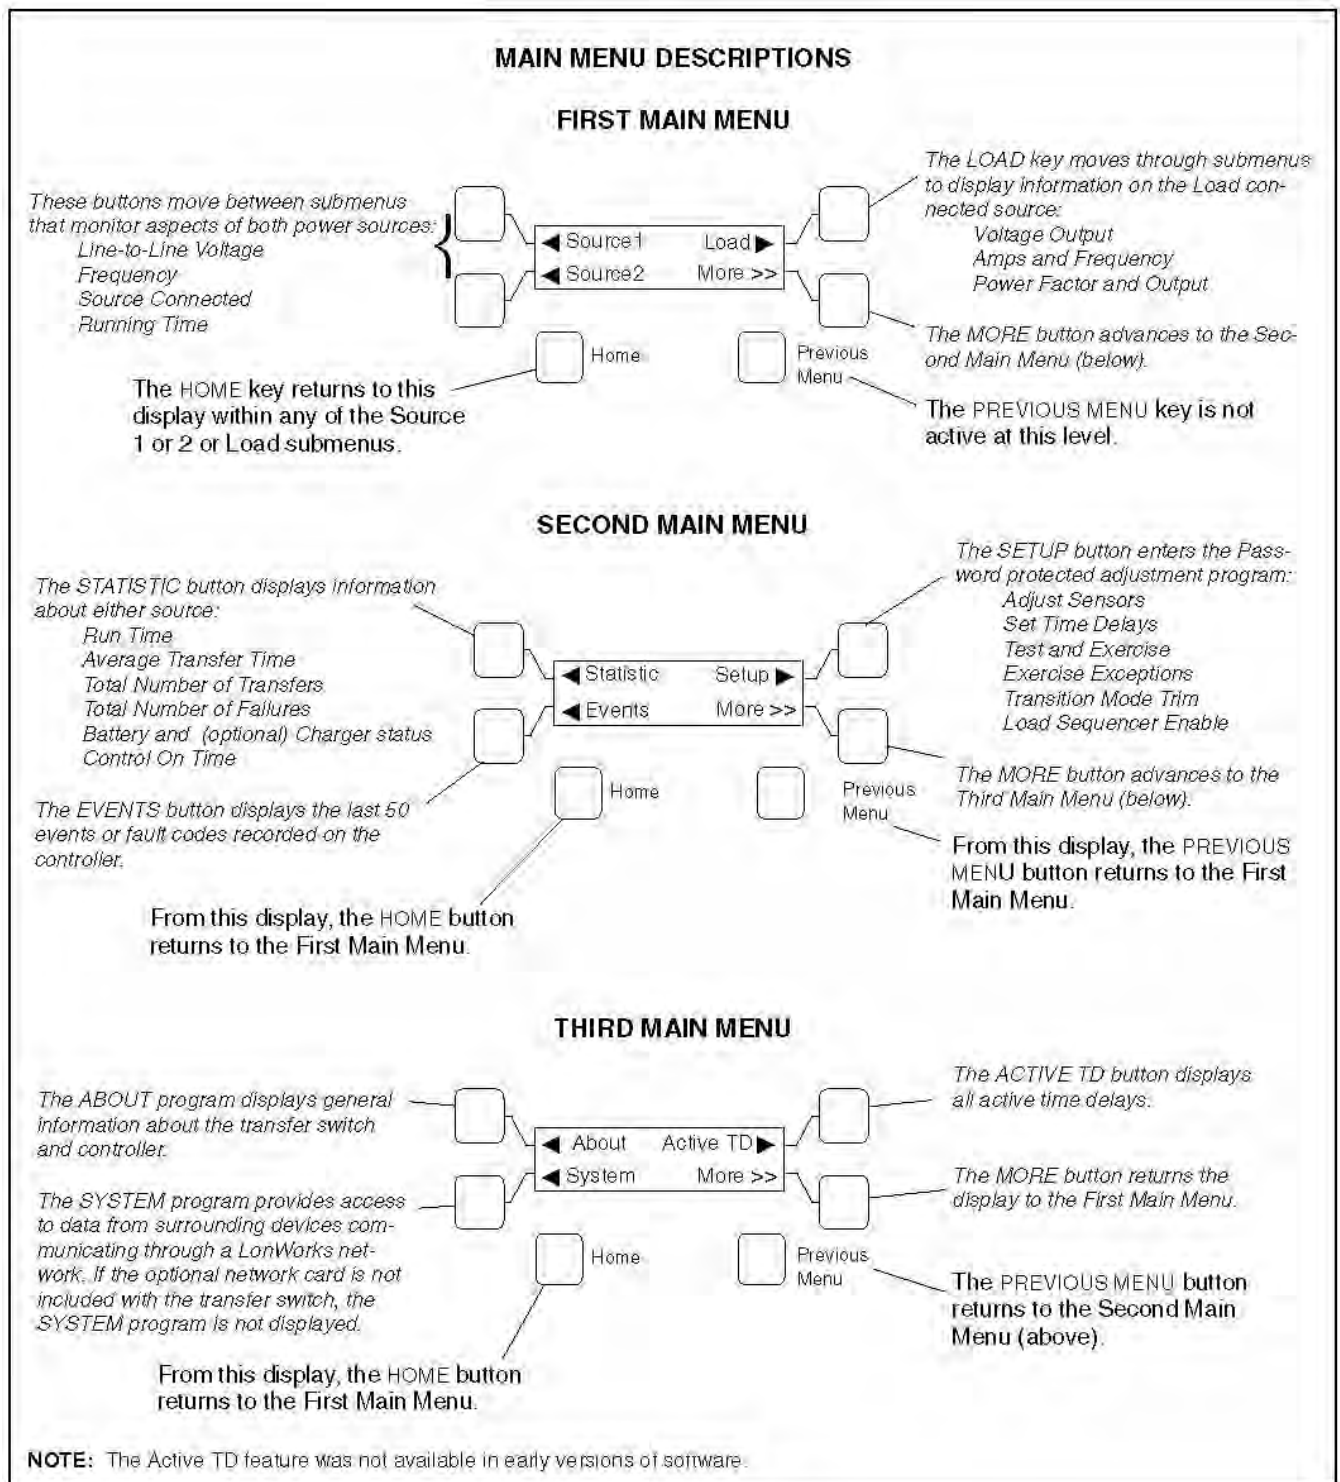 MAIN MENU DESCRIPTIONS
FIRST MAIN MENU
These buttons move between submenus
that monitor aspects of both power sources:
Line-to-Line Voltage
Frequency
Source Connected
Running Time
◀ Source1 Load ▶
◀ Source2 More >>
The LOAD key moves through submenus
to display information on the Load con-
nected source:
Voltage Output
Amps and Frequency
Power Factor and Output
The MORE button advances to the Sec-
ond Main Menu (below).
Home
Previous
Menu
The HOME key returns to this
display within any of the Source
1 or 2 or Load submenus.
The PREVIOUS MENU key is not
active at this level.
SECOND MAIN MENU
The STATISTIC button displays information
about either source:
Run Time
Average Transfer Time
Total Number of Transfers
Total Number of Failures
Battery and (optional) Charger status
Control On Time
The EVENTS button displays the last 50
events or fault codes recorded on the
controller.
◀ Statistic Setup ▶
◀ Events More >>
The SETUP button enters the Pass-
word protected adjustment program:
Adjust Sensors
Set Time Delays
Test and Exercise
Exercise Exceptions
Transition Mode Trim
Load Sequencer Enable
The MORE button advances to the
Third Main Menu (below).
Home
Previous
Menu
From this display, the HOME button
returns to the First Main Menu.
From this display, the PREVIOUS
MENU button returns to the First
Main Menu.
THIRD MAIN MENU
The ABOUT program displays general
information about the transfer switch
and controller.
The SYSTEM program provides access
to data from surrounding devices com-
municating through a LonWorks net-
work. If the optional network card is not
included with the transfer switch, the
SYSTEM program is not displayed.
◀ About Active TD ▶
◀ System More >>
The ACTIVE TD button displays
all active time delays.
The MORE button returns the
display to the First Main Menu.
Home
Previous
Menu
From this display, the HOME button
returns to the First Main Menu.
The PREVIOUS MENU button
returns to the Second Main
Menu (above).
NOTE: The Active TD feature was not available in early versions of software.